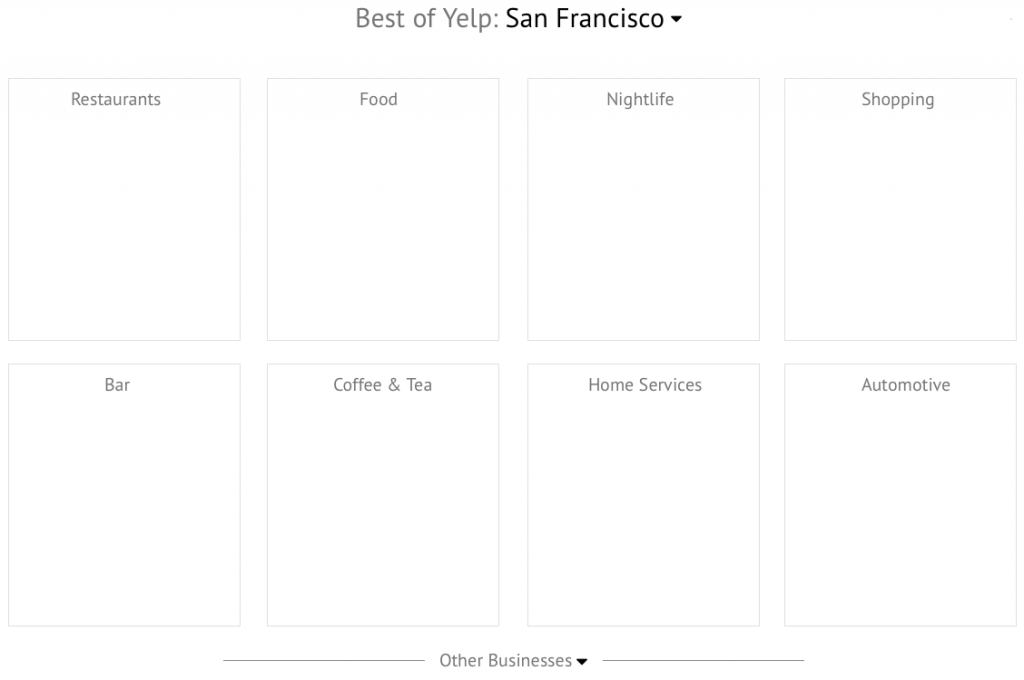 Best of Yelp: San Francisco
Restaurants
Food
Nightlife
Shopping
Bar
Coffee & Tea
Home Services
Automotive
Other Businesses